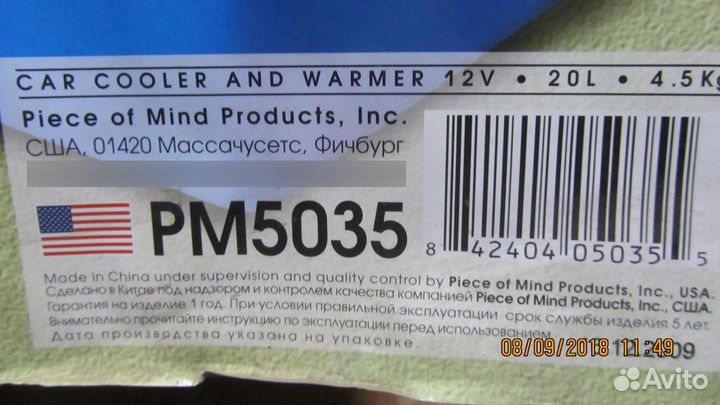 CAR COOLER AND WARMER 12V • 20L • 4.5Kg
Piece of Mind Products, Inc.
США, 01420 Массачусетс, Фичбург
PM5035
8 42404 05035 5
Made in China under supervision and quality control by Piece of Mind Products, Inc., USA.
Сделано в Китае под надзором и контролем качества компанией Piece of Mind Products, Inc., США.
Гарантия на изделие 1 год. При условии правильной эксплуатации срок службы изделия 5 лет.
Внимательно прочитайте инструкцию по эксплуатации перед использованием.
Дата производства указана на упаковке.
08/09/2018 11:49
Avito